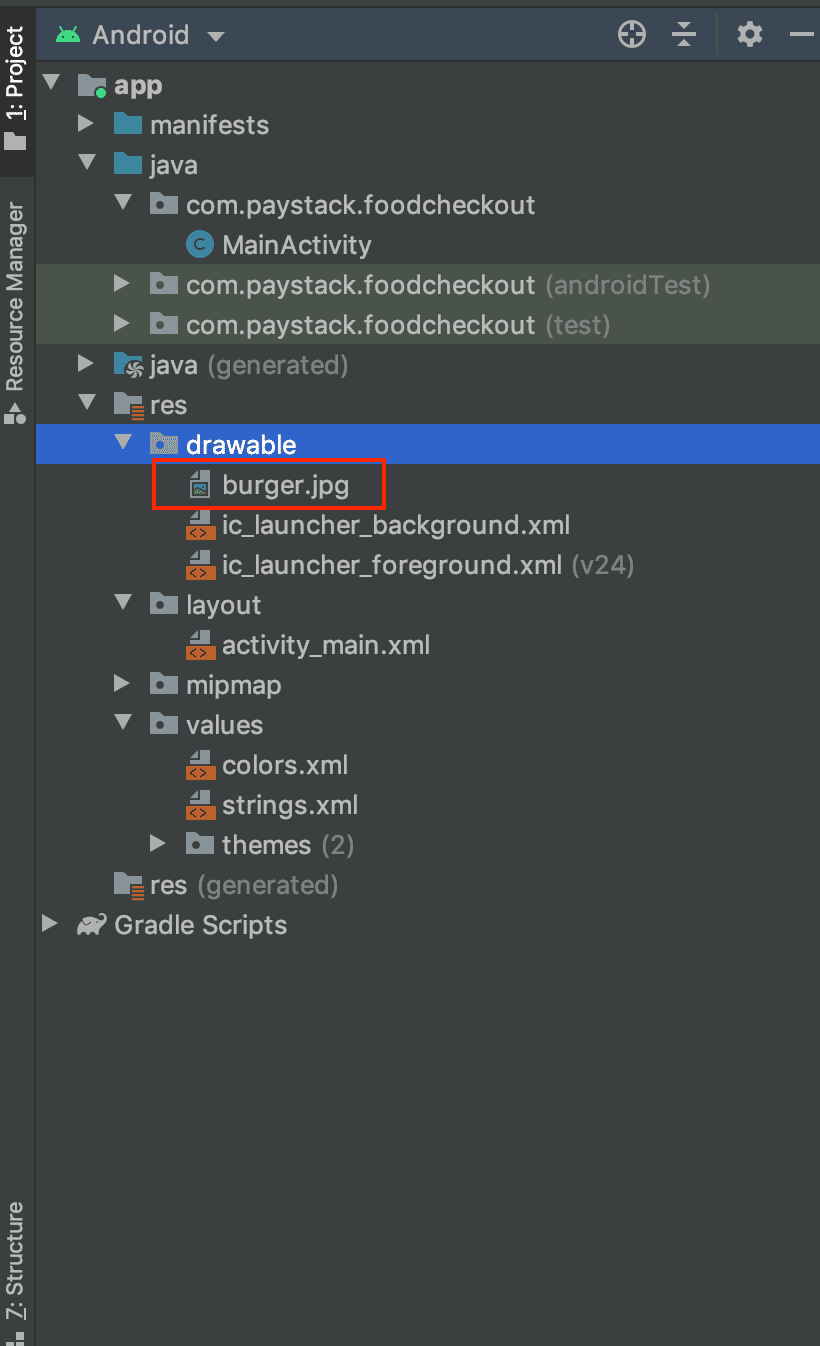 Android
1: Project
Resource Manager
Z: Structure
app
manifests
java
com.paystack.foodcheckout
C MainActivity
com.paystack.foodcheckout (androidTest)
com.paystack.foodcheckout (test)
java (generated)
res
drawable
burger.jpg
ic_launcher_background.xml
ic_launcher_foreground.xml (v24)
layout
activity_main.xml
mipmap
values
colors.xml
strings.xml
themes (2)
res (generated)
Gradle Scripts